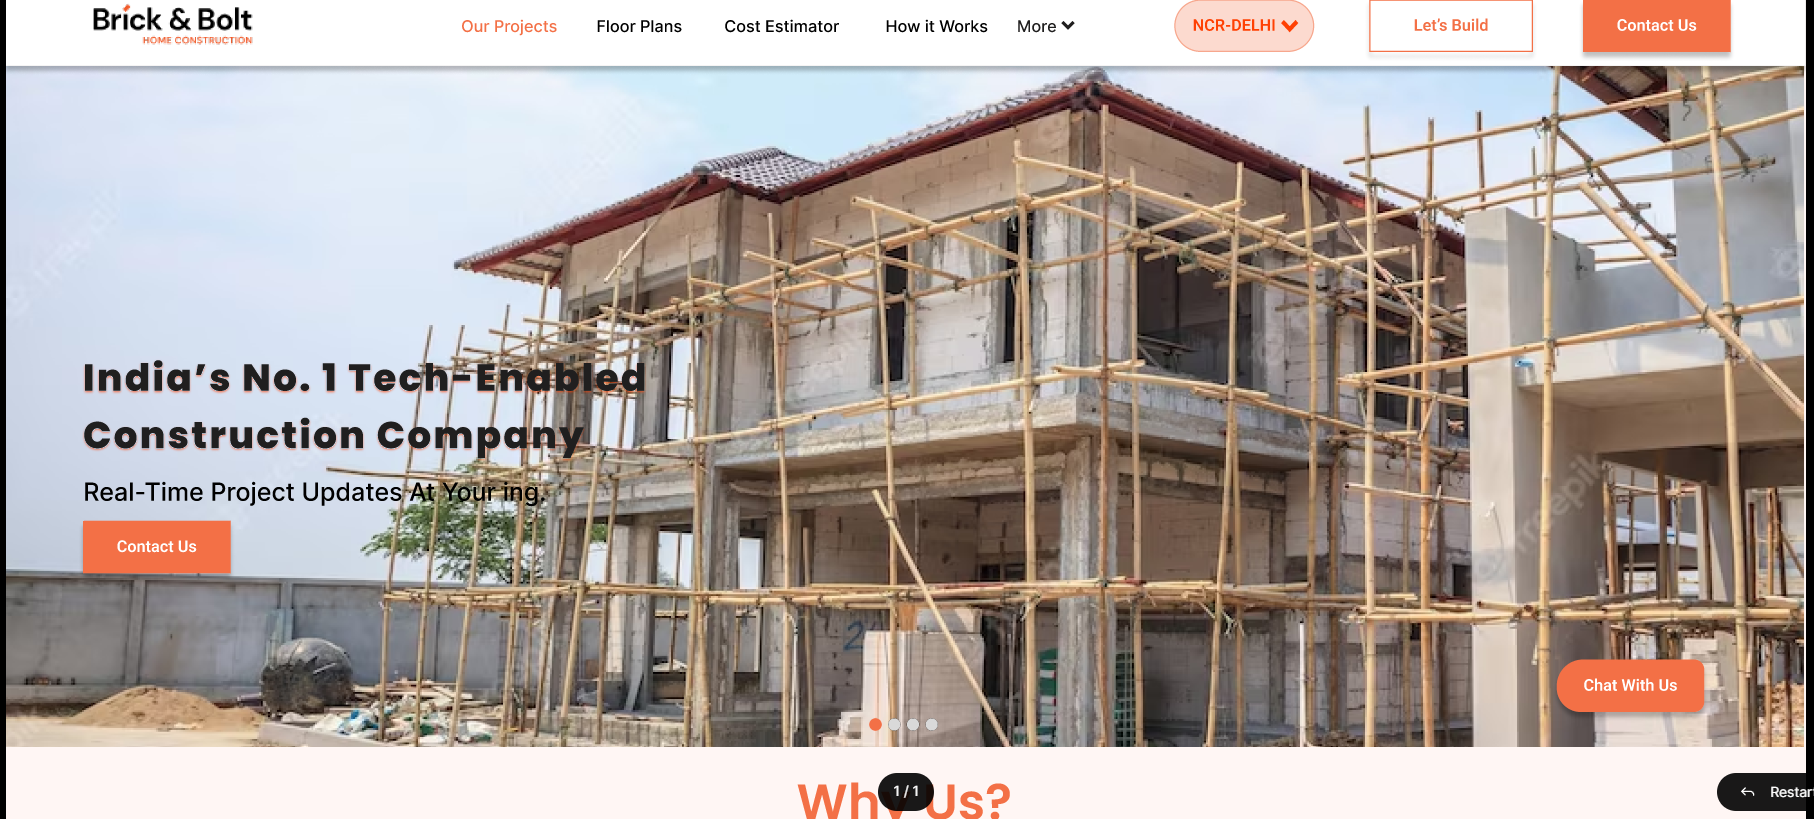 Brick & Bolt
HOME CONSTRUCTION
Our Projects
Floor Plans
Cost Estimator
How it Works
More
NCR-DELHI
Let's Build
Contact Us
India's No. 1 Tech-Enabled
Construction Company
Real-Time Project Updates At Your ing.
Contact Us
freepik
Chat With Us
Why Us?
1 / 1
Restar